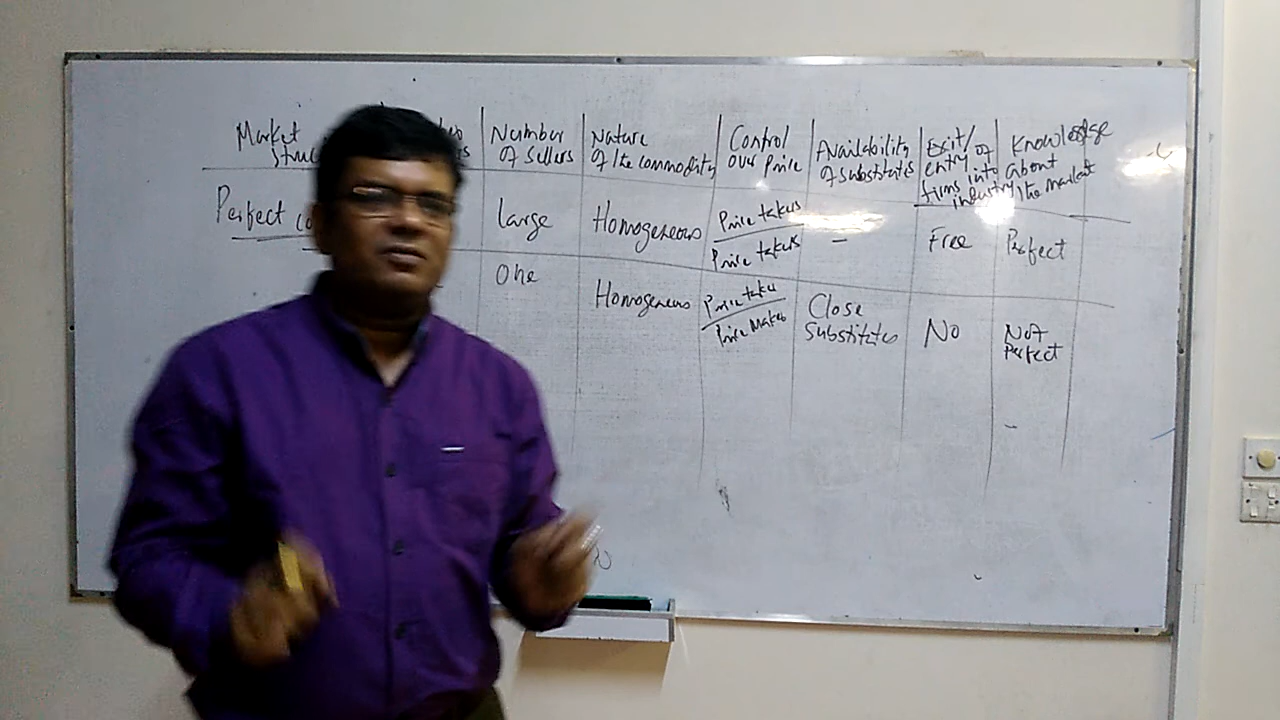 Market
Number
of Sellers
Nature
of the commodity
Control
over Price
Availability
of substitutes
Exit/
entry of
firms into
industry
Knowledge
about
the market
Perfect
Large
Homogeneous
Price takers
Price takers
-
Free
Perfect
One
Homogeneous
Price taker
Price Maker
Close
Substitutes
No
Not
Perfect